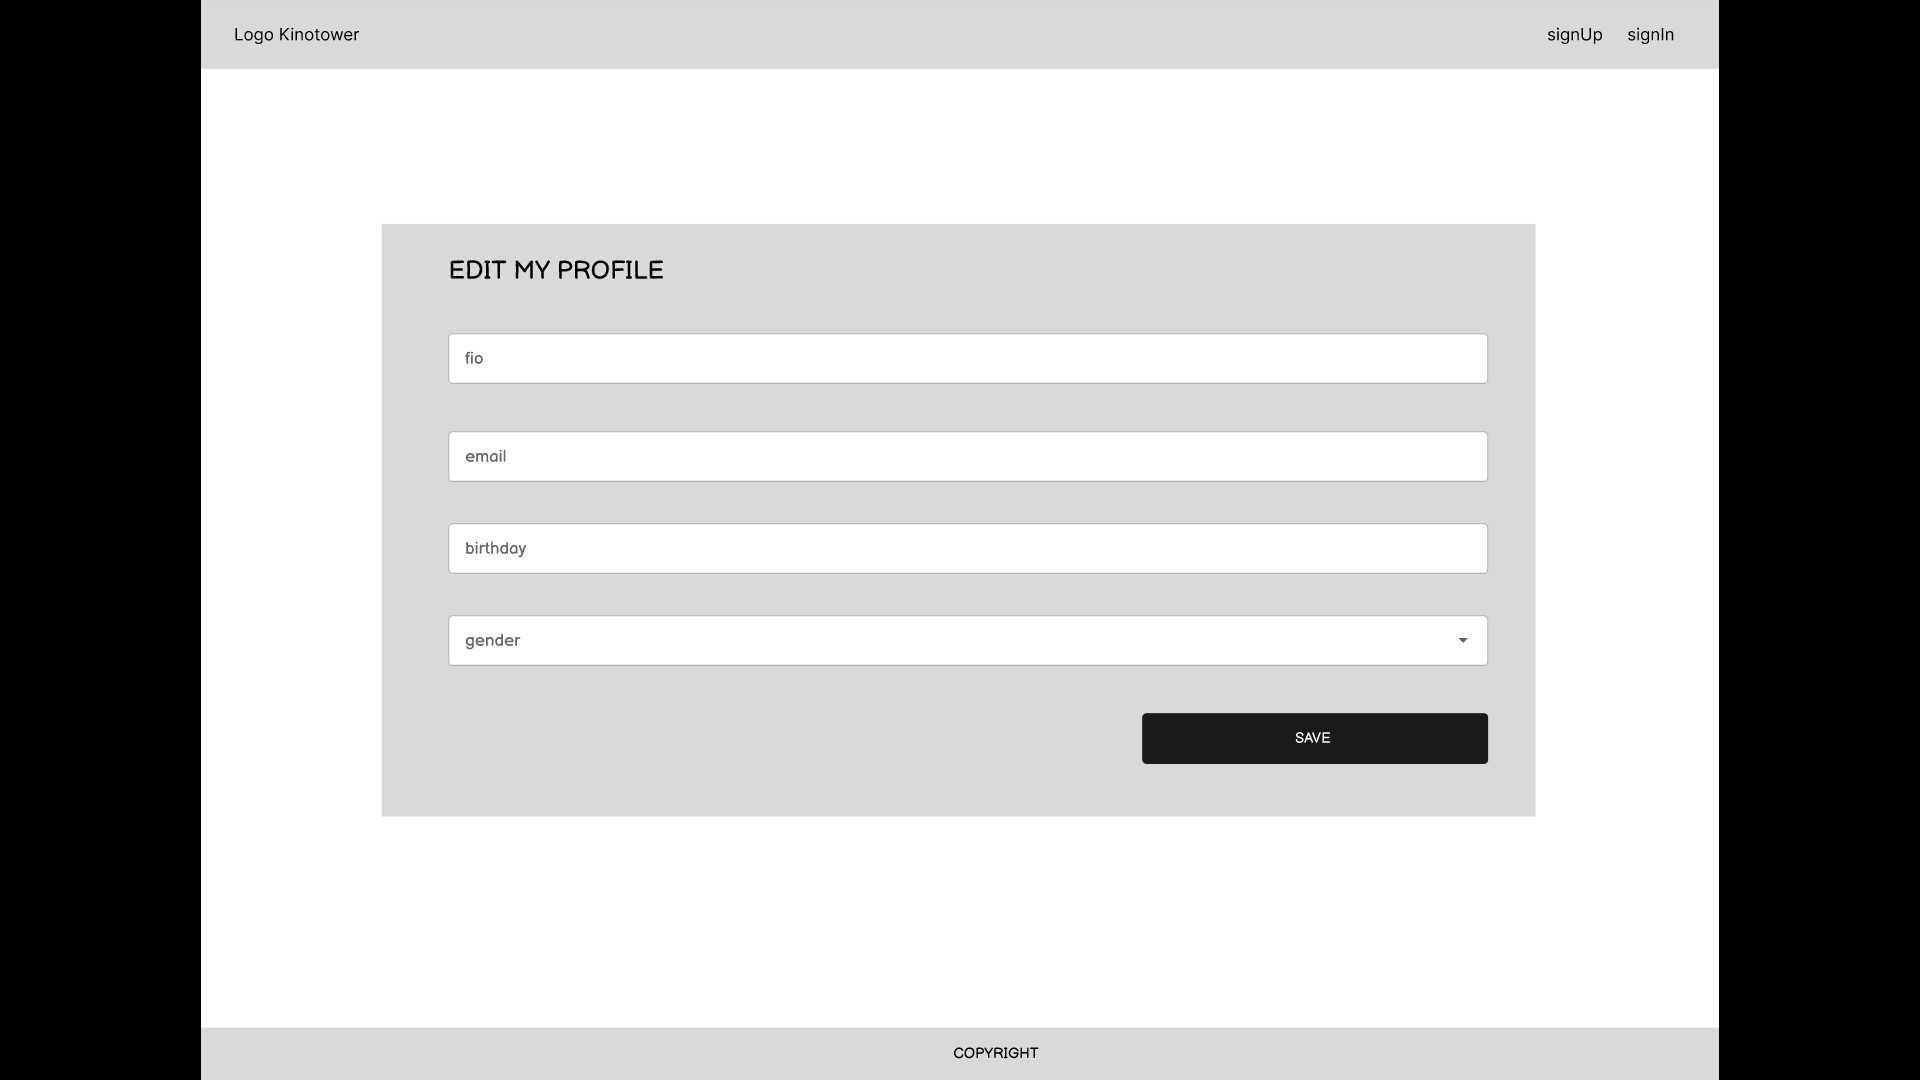 Logo Kinotower
signUp signIn
EDIT MY PROFILE
fio
email
birthday
gender
SAVE
COPYRIGHT